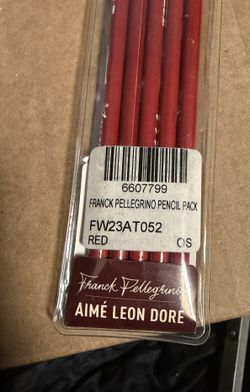 6607799
FRANCK PELLEGRINO PENCIL PACK
FW23AT052
RED OS
Franck Pellegrino
AIMÉ LEON DORE